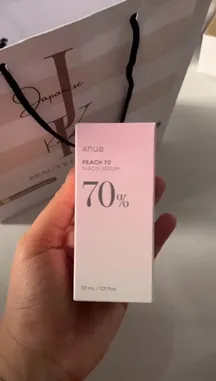 Japanese
anua
PEACH 70
NIACIN SERUM
70%
30 mL / 1.01 fl.oz.